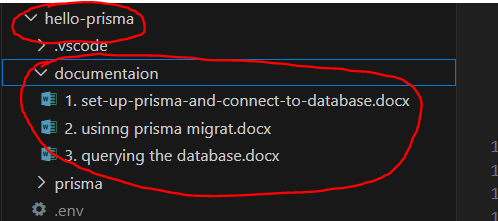 hello-prisma
.vscode
documentaion
1. set-up-prisma-and-connect-to-database.docx
2. usinng prisma migrat.docx
3. querying the database.docx
prisma
.env